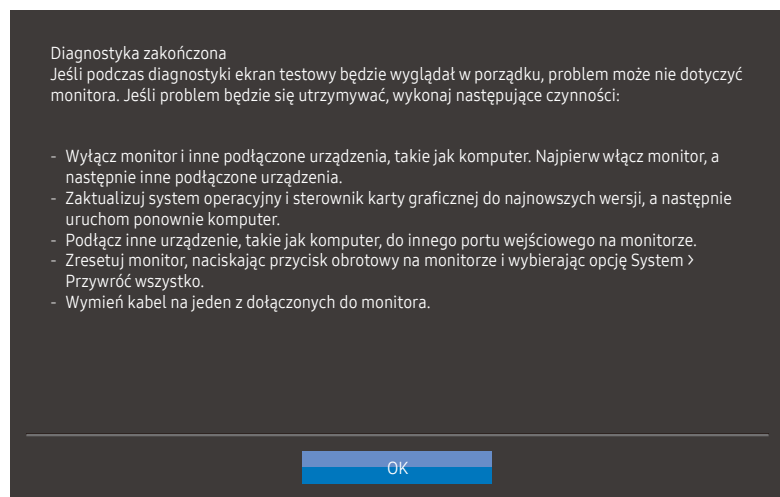 Diagnostyka zakończona
Jeśli podczas diagnostyki ekran testowy będzie wyglądał w porządku, problem może nie dotyczyć
monitora. Jeśli problem będzie się utrzymywać, wykonaj następujące czynności:
- Wyłącz monitor i inne podłączone urządzenia, takie jak komputer. Najpierw włącz monitor, a
następnie inne podłączone urządzenia.
- Zaktualizuj system operacyjny i sterownik karty graficznej do najnowszych wersji, a następnie
uruchom ponownie komputer.
- Podłącz inne urządzenie, takie jak komputer, do innego portu wejściowego na monitorze.
- Zresetuj monitor, naciskając przycisk obrotowy na monitorze i wybierając opcję System >
Przywróć wszystko.
- Wymień kabel na jeden z dołączonych do monitora.
OK